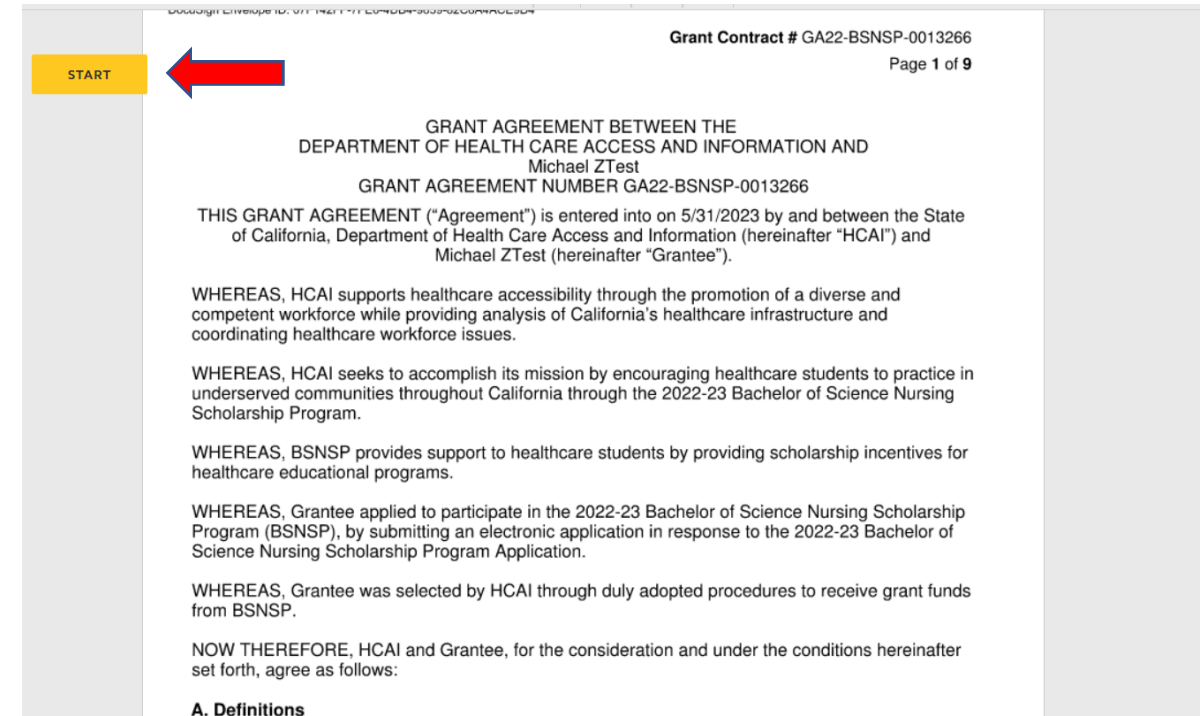 DocuSign Envelope ID:
Grant Contract # GA22-BSNSP-0013266
Page 1 of 9
START
GRANT AGREEMENT BETWEEN THE
DEPARTMENT OF HEALTH CARE ACCESS AND INFORMATION AND
Michael ZTest
GRANT AGREEMENT NUMBER GA22-BSNSP-0013266
THIS GRANT AGREEMENT (“Agreement”) is entered into on 5/31/2023 by and between the State
of California, Department of Health Care Access and Information (hereinafter “HCAI”) and
Michael ZTest (hereinafter “Grantee”).
WHEREAS, HCAI supports healthcare accessibility through the promotion of a diverse and
competent workforce while providing analysis of California’s healthcare infrastructure and
coordinating healthcare workforce issues.
WHEREAS, HCAI seeks to accomplish its mission by encouraging healthcare students to practice in
underserved communities throughout California through the 2022-23 Bachelor of Science Nursing
Scholarship Program.
WHEREAS, BSNSP provides support to healthcare students by providing scholarship incentives for
healthcare educational programs.
WHEREAS, Grantee applied to participate in the 2022-23 Bachelor of Science Nursing Scholarship
Program (BSNSP), by submitting an electronic application in response to the 2022-23 Bachelor of
Science Nursing Scholarship Program Application.
WHEREAS, Grantee was selected by HCAI through duly adopted procedures to receive grant funds
from BSNSP.
NOW THEREFORE, HCAI and Grantee, for the consideration and under the conditions hereinafter
set forth, agree as follows:
A. Definitions